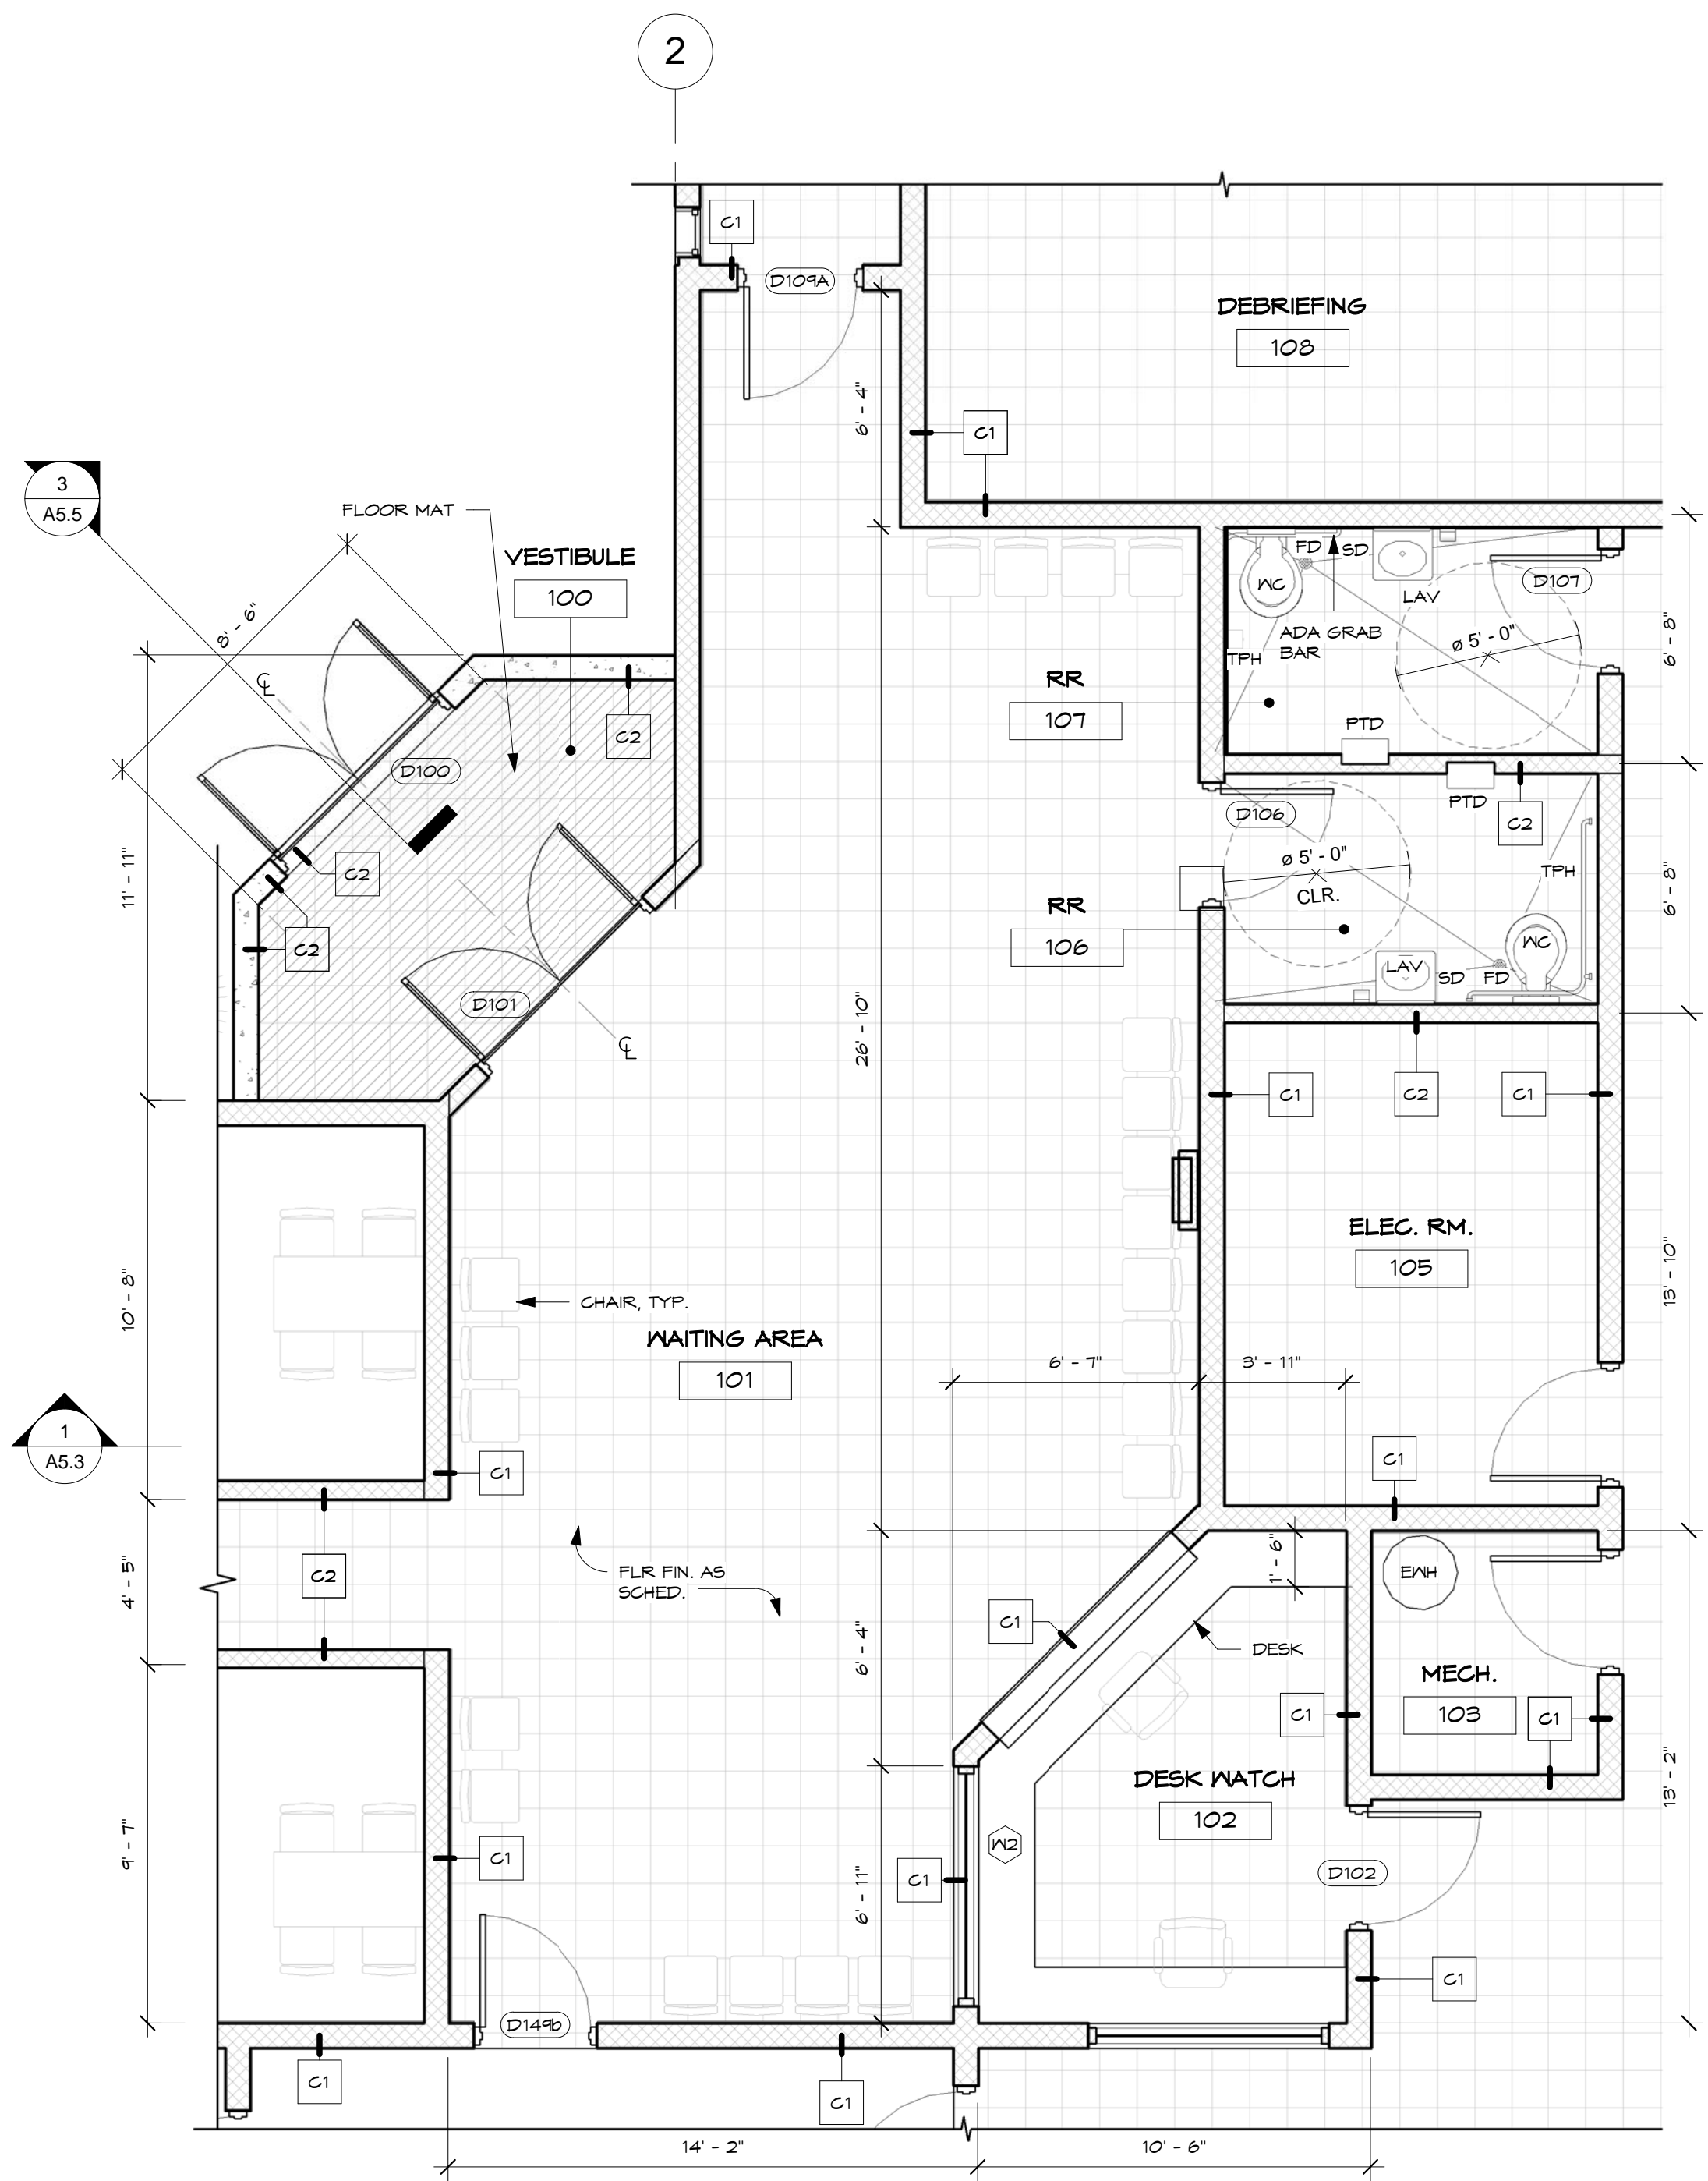 2
C1
D109A
DEBRIEFING
108
6' - 4"
C1
3
A5.5
FLOOR MAT
VESTIBULE
100
8' - 6"
℄
D100
C2
C2
C2
11' - 11"
D101
℄
WC
FD
SD
LAV
D107
ADA GRAB
BAR
ø 5' - 0"
TPH
6' - 8"
RR
107
PTD
PTD
D106
C2
ø 5' - 0"
CLR.
TPH
6' - 8"
RR
106
WC
LAV
SD
FD
26' - 10"
C1
C2
C1
ELEC. RM.
105
13' - 10"
10' - 8"
CHAIR, TYP.
WAITING AREA
101
6' - 7"
3' - 11"
1
A5.3
C1
C1
C2
4' - 5"
FLR FIN. AS
SCHED.
1' - 6"
EWH
C1
6' - 4"
DESK
MECH.
103
C1
C1
DESK WATCH
102
13' - 2"
9' - 7"
C1
W2
C1
6' - 11"
D102
C1
D149b
C1
C1
14' - 2"
10' - 6"